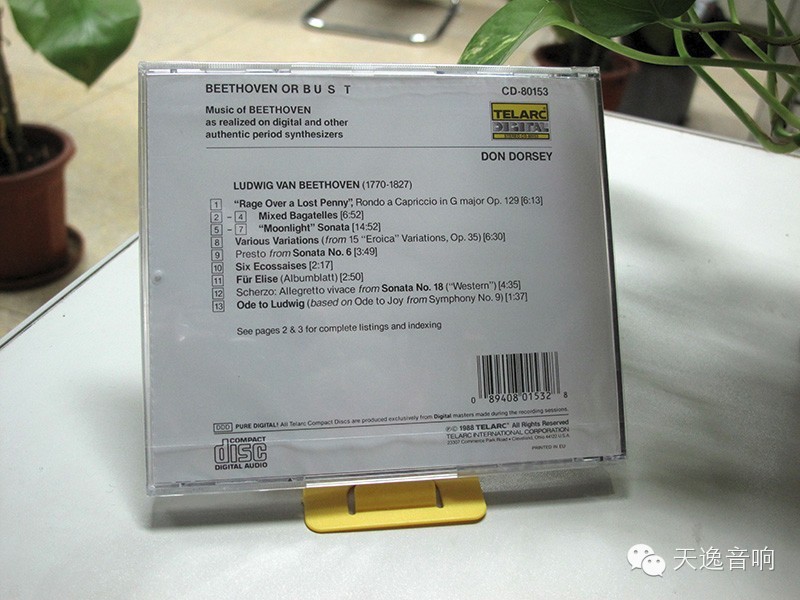 BEETHOVEN OR B U S T
CD-80153
Music of BEETHOVEN
as realized on digital and other
authentic period synthesizers
TELARC
DIGITAL
DON DORSEY
LUDWIG VAN BEETHOVEN (1770-1827)
1 "Rage Over a Lost Penny", Rondo a Capriccio in G major Op. 129 [6:13]
2 - 4 Mixed Bagatelles [6:52]
5 - 7 "Moonlight" Sonata [14:52]
8 Various Variations (from 15 "Eroica" Variations, Op. 35) [6:30]
9 Presto from Sonata No. 6 [3:49]
10 Six Ecossaises [2:17]
11 Für Elise (Albumblatt) [2:50]
12 Scherzo: Allegretto vivace from Sonata No. 18 ("Western") [4:35]
13 Ode to Ludwig (based on Ode to Joy from Symphony No. 9) [1:37]
See pages 2 & 3 for complete listings and indexing
0 89408 01532 8
DDD PURE DIGITAL! All Telarc Compact Discs are produced exclusively from Digital masters made during the recording sessions.
COMPACT
disc
DIGITAL AUDIO
℗© 1988 TELARC® All Rights Reserved
TELARC INTERNATIONAL CORPORATION
23307 Commerce Park Road • Cleveland, Ohio 44122 U.S.A.
PRINTED IN EU
天逸音响